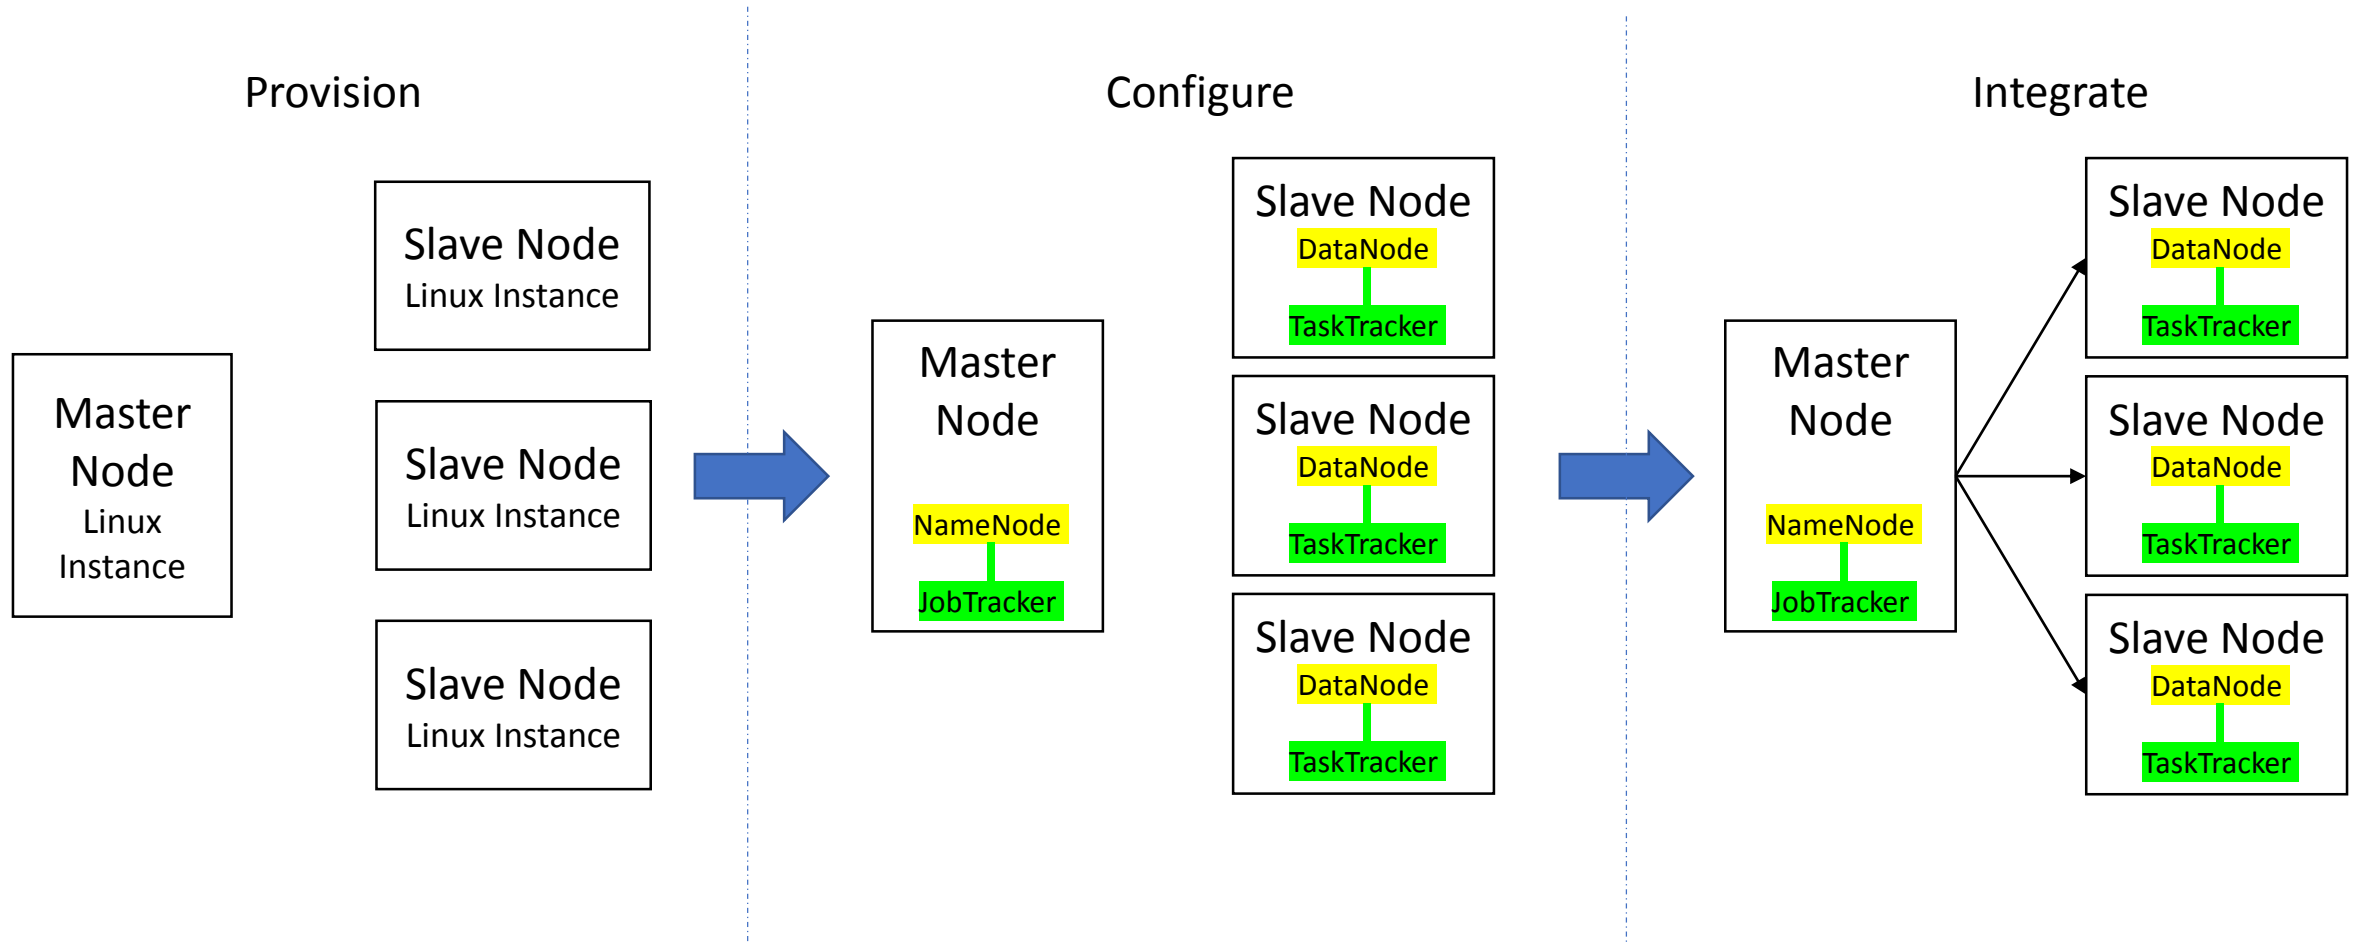 Provision
Master
Node
Linux
Instance
Slave Node
Linux Instance
Slave Node
Linux Instance
Slave Node
Linux Instance
Configure
Master
Node
NameNode
JobTracker
Slave Node
DataNode
TaskTracker
Slave Node
DataNode
TaskTracker
Slave Node
DataNode
TaskTracker
Integrate
Master
Node
NameNode
JobTracker
Slave Node
DataNode
TaskTracker
Slave Node
DataNode
TaskTracker
Slave Node
DataNode
TaskTracker